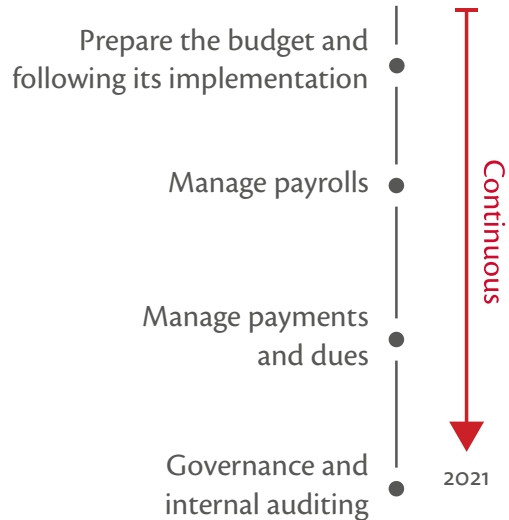 Prepare the budget and
following its implementation
Manage payrolls
Manage payments
and dues
Governance and
internal auditing
Continuous
2021